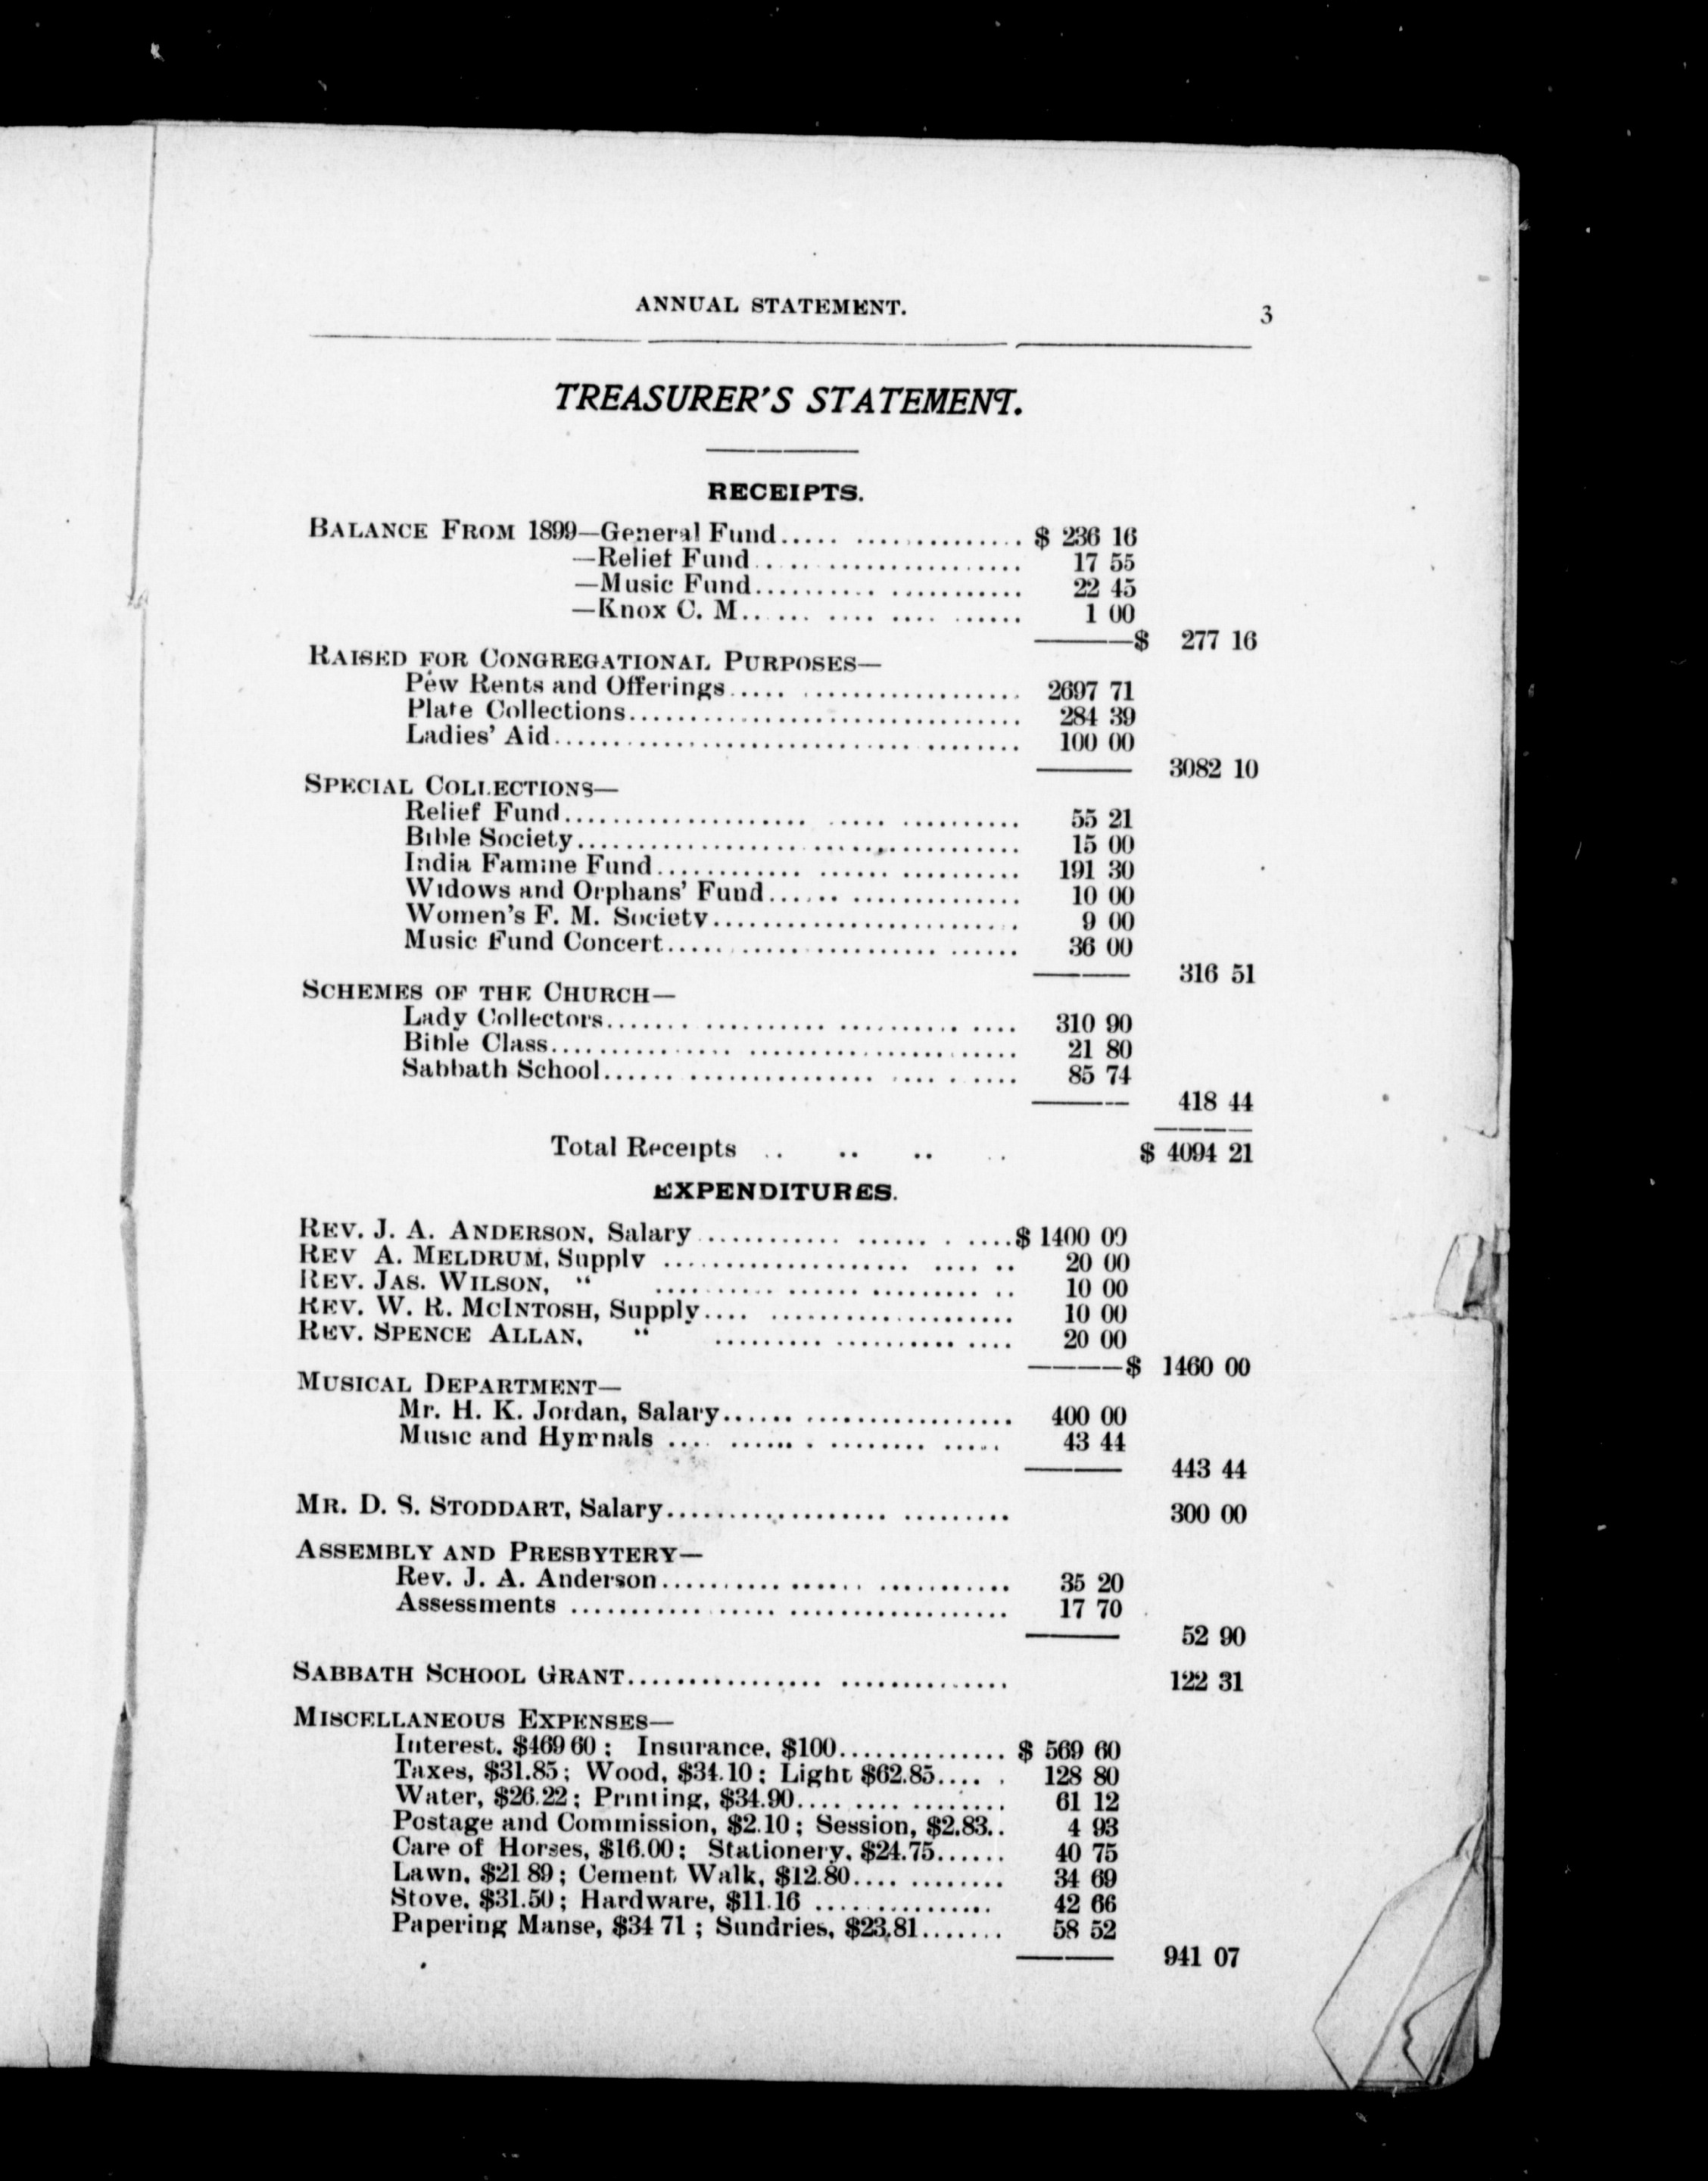 ANNUAL STATEMENT. 3
TREASURER'S STATEMENT.
RECEIPTS.
BALANCE FROM 1899—General Fund..... .............. $ 236 16
—Relief Fund...................... 17 55
—Music Fund.......... ........... 22 45
—Knox C. M...... .... .... ...... 1 00
———$ 277 16
RAISED FOR CONGREGATIONAL PURPOSES—
Pew Rents and Offerings..... ................... 2697 71
Plate Collections................................. 284 39
Ladies' Aid.............................. ........ 100 00
3082 10
SPECIAL COLLECTIONS—
Relief Fund.................... ..... .......... 55 21
Bible Society..................................... 15 00
India Famine Fund............ ...... .......... 191 30
Widows and Orphans' Fund...... .............. 10 00
Women's F. M. Society.......................... 9 00
Music Fund Concert...................... ...... 36 00
316 51
SCHEMES OF THE CHURCH—
Lady Collectors....... .......... .......... .... 310 90
Bible Class............... ....................... 21 80
Sabbath School...... ................ .... . .... 85 74
418 44
Total Receipts .. .. .. .. $ 4094 21
EXPENDITURES.
REV. J. A. ANDERSON, Salary ............ ...... . ....$ 1400 00
REV A. MELDRUM, Supply ..................... .... .. 20 00
REV. JAS. WILSON, “ .......... ...... ......... .. 10 00
REV. W. R. MCINTOSH, Supply.... ..................... 10 00
REV. SPENCE ALLAN, “ ......... .......... .... 20 00
————$ 1460 00
MUSICAL DEPARTMENT—
Mr. H. K. Jordan, Salary...... .................. 400 00
Music and Hymnals .... ...... . ........ ..... 43 44
443 44
MR. D. S. STODDART, Salary................... ......... 300 00
ASSEMBLY AND PRESBYTERY—
Rev. J. A. Anderson.......... ...... ........... 35 20
Assessments .................. ................... 17 70
52 90
SABBATH SCHOOL GRANT................ .............. 122 31
MISCELLANEOUS EXPENSES—
Interest. $469 60 ; Insurance, $100.............. $ 569 60
Taxes, $31.85; Wood, $34.10; Light $62.85.... . 128 80
Water, $26.22; Printing, $34.90.... .... ........ 61 12
Postage and Commission, $2.10; Session, $2.83.. 4 93
Care of Horses, $16.00; Stationery, $24.75...... 40 75
Lawn, $21 89; Cement Walk, $12.80.... ........ 34 69
Stove, $31.50; Hardware, $11.16 ............... 42 66
Papering Manse, $34 71 ; Sundries, $23.81....... 58 52
941 07